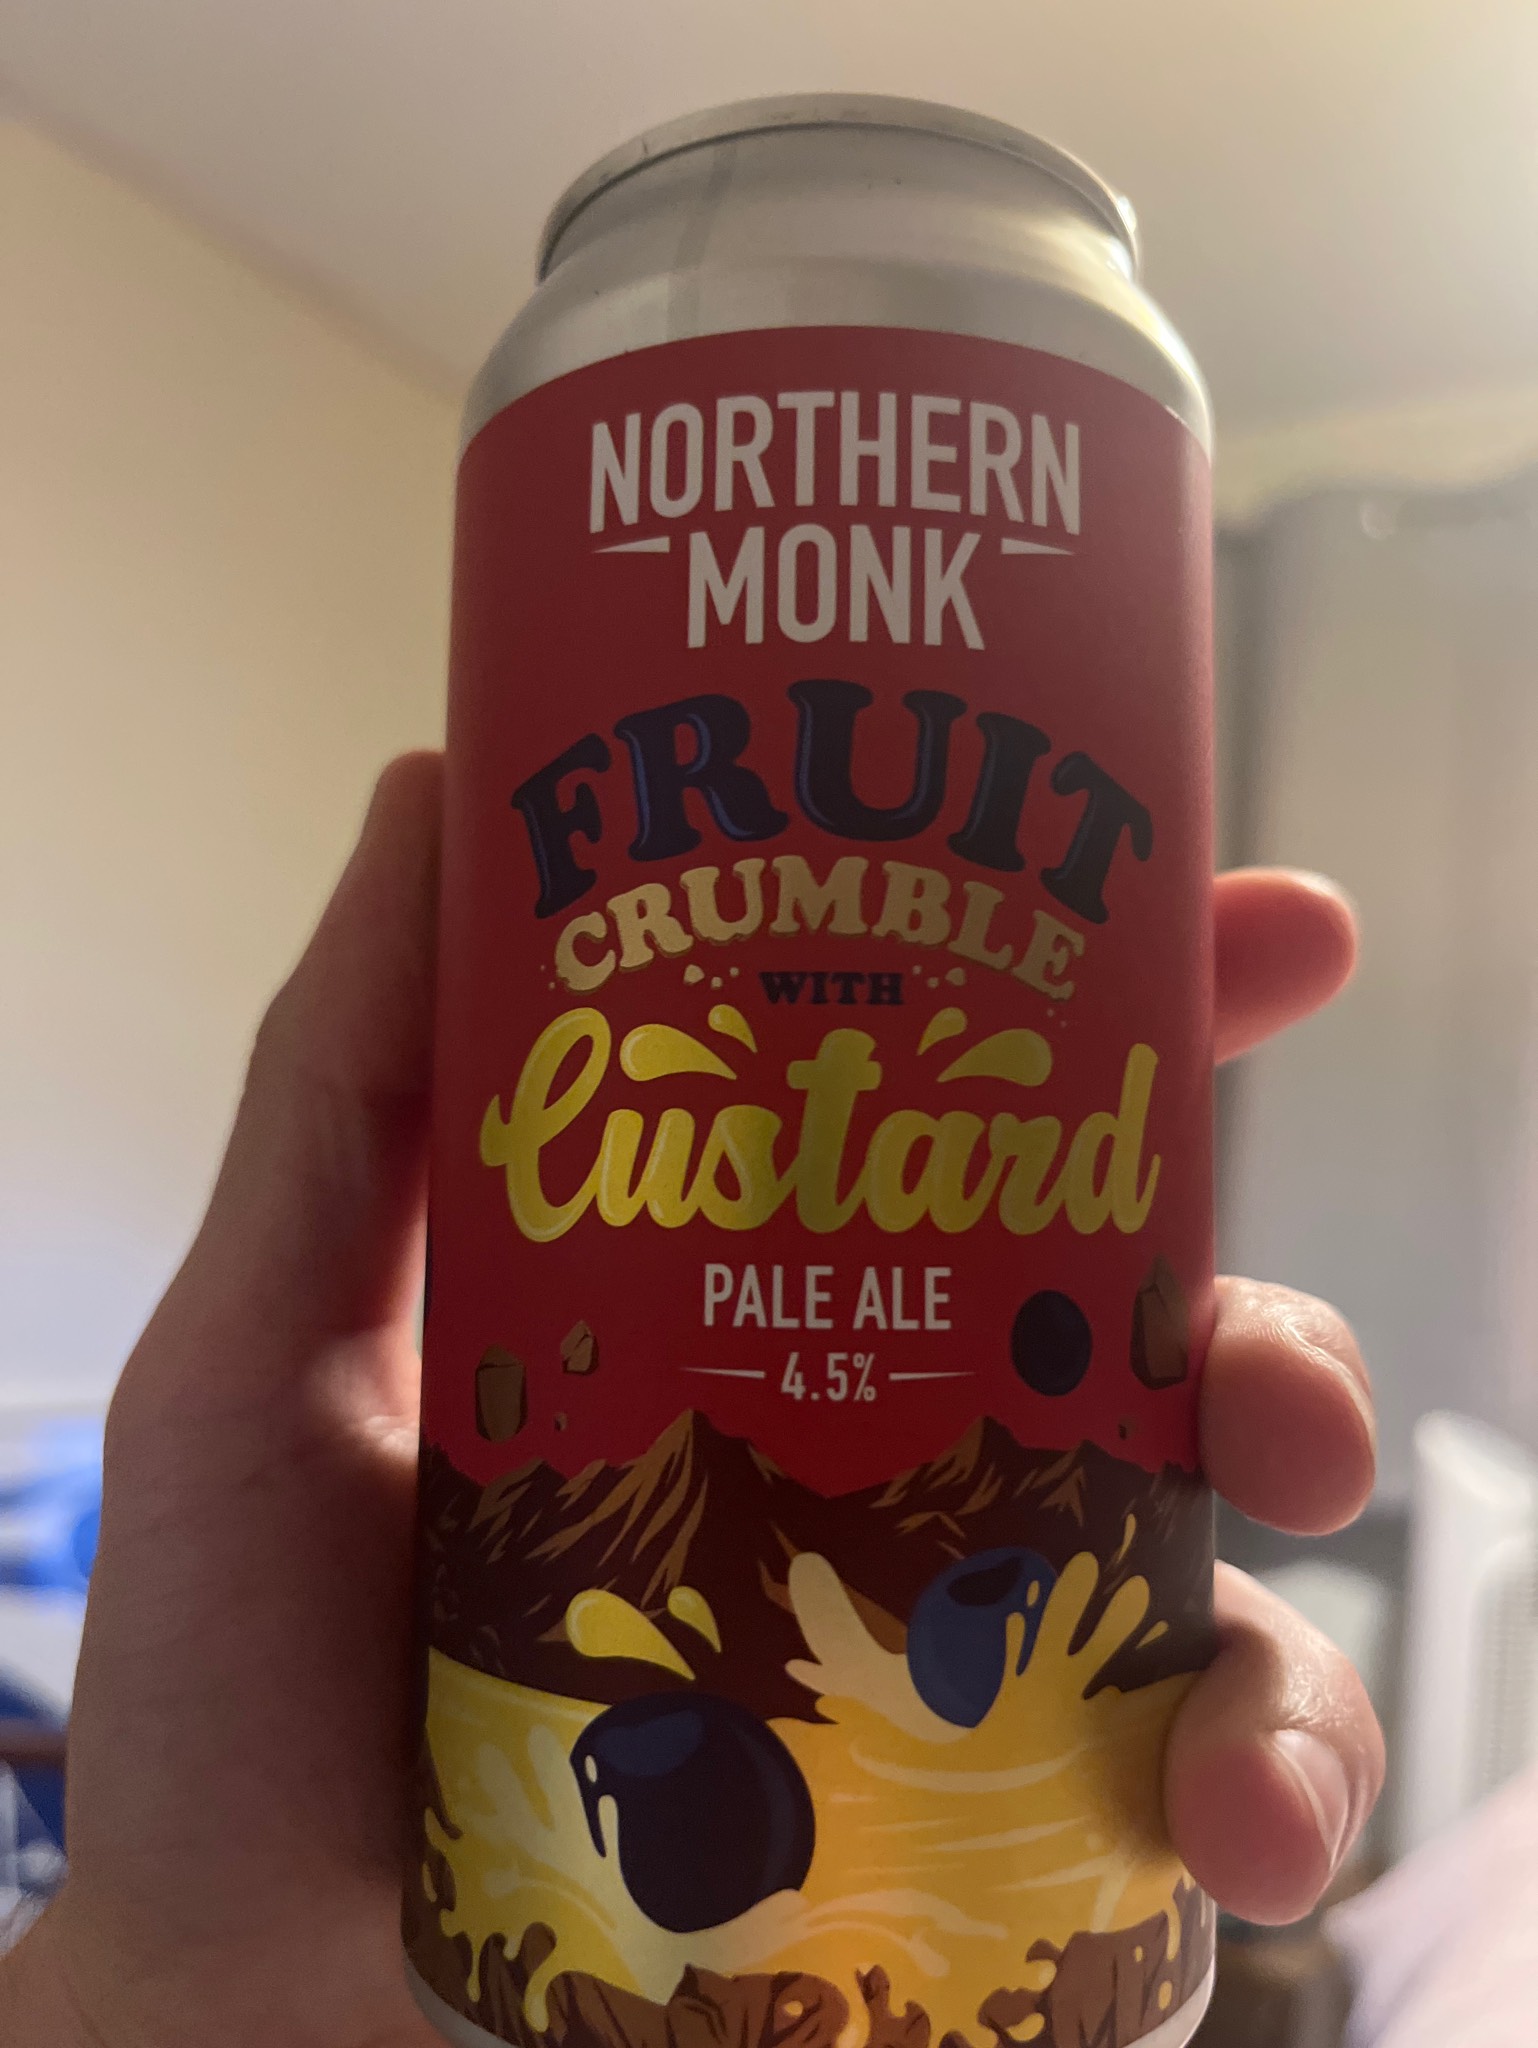 NORTHERN
MONK
FRUIT
CRUMBLE
WITH
Custard
PALE ALE
4.5%